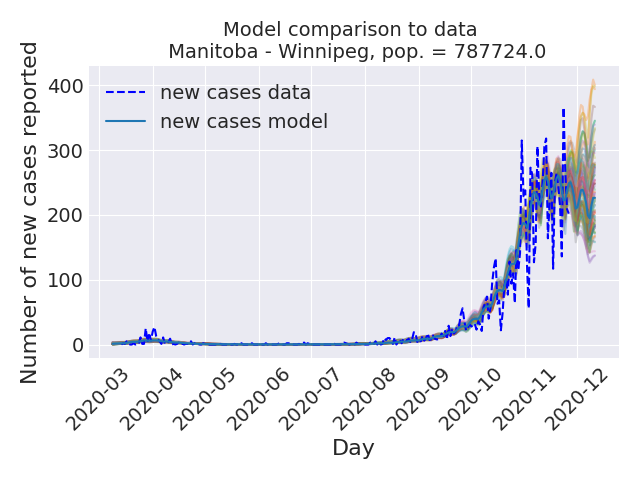 Model comparison to data
Manitoba - Winnipeg, pop. = 787724.0
Number of new cases reported
400
300
200
100
0
new cases data
new cases model
2020-03
2020-04
2020-05
2020-06
2020-07
2020-08
2020-09
2020-10
2020-11
2020-12
Day